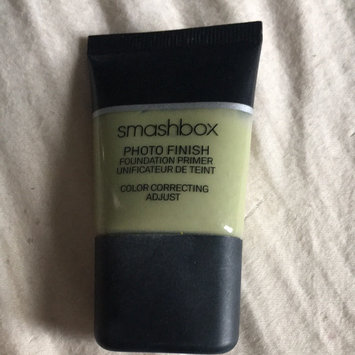 smashbox
PHOTO FINISH
FOUNDATION PRIMER
UNIFICATEUR DE TEINT
COLOR CORRECTING
ADJUST